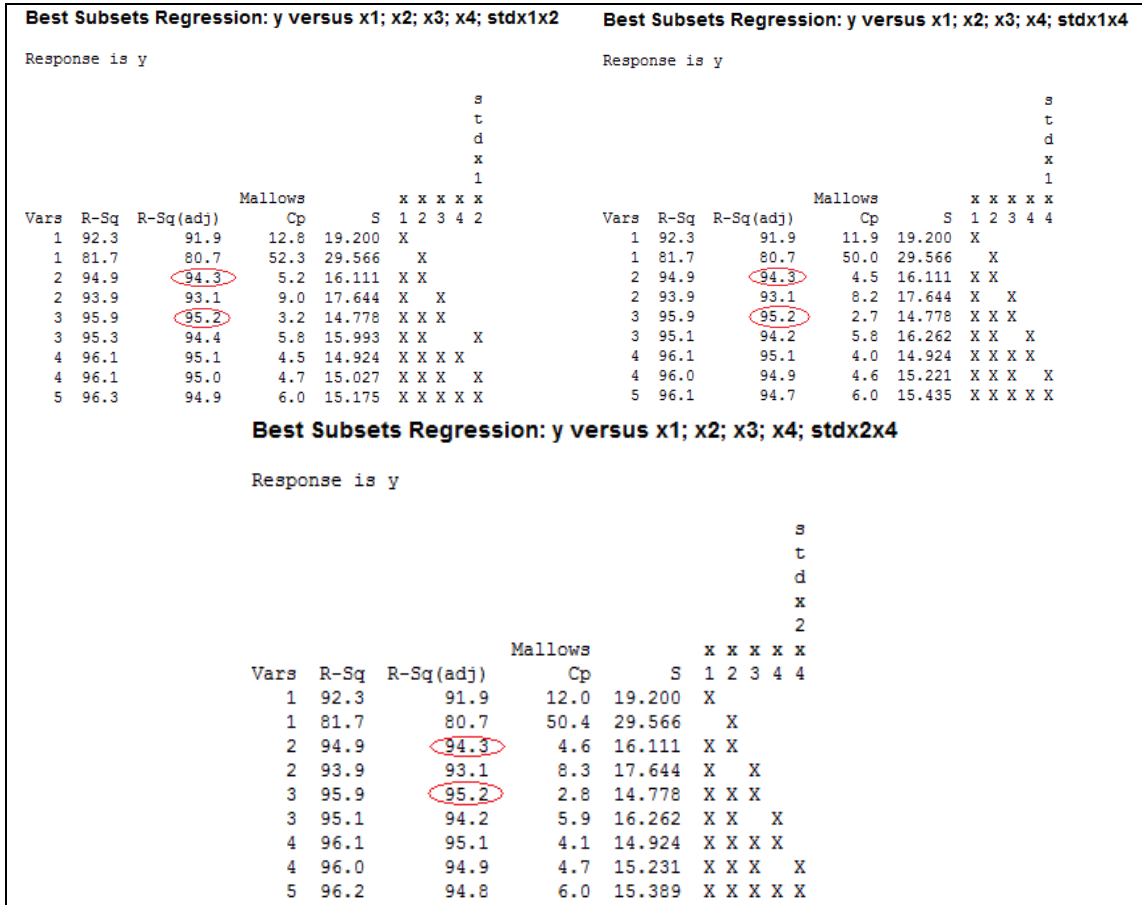 Best Subsets Regression: y versus x1; x2; x3; x4; stdx1x2
Response is y
s
t
d
x
1
Mallows x x x x x
Vars R-Sq R-Sq(adj) Cp S 1 2 3 4 2
1 92.3 91.9 12.8 19.200 X
1 81.7 80.7 52.3 29.566 X
2 94.9 94.3 5.2 16.111 X X
2 93.9 93.1 9.0 17.644 X X
3 95.9 95.2 3.2 14.778 X X X
3 95.3 94.4 5.8 15.993 X X X
4 96.1 95.1 4.5 14.924 X X X X
4 96.1 95.0 4.7 15.027 X X X X
5 96.3 94.9 6.0 15.175 X X X X X
Best Subsets Regression: y versus x1; x2; x3; x4; stdx1x4
Response is y
s
t
d
x
1
Mallows x x x x x
Vars R-Sq R-Sq(adj) Cp S 1 2 3 4 4
1 92.3 91.9 11.9 19.200 X
1 81.7 80.7 50.0 29.566 X
2 94.9 94.3 4.5 16.111 X X
2 93.9 93.1 8.2 17.644 X X
3 95.9 95.2 2.7 14.778 X X X
3 95.1 94.2 5.8 16.262 X X X
4 96.1 95.1 4.0 14.924 X X X X
4 96.0 94.9 4.6 15.221 X X X X
5 96.1 94.7 6.0 15.435 X X X X X
Best Subsets Regression: y versus x1; x2; x3; x4; stdx2x4
Response is y
s
t
d
x
2
Mallows x x x x x
Vars R-Sq R-Sq(adj) Cp S 1 2 3 4 4
1 92.3 91.9 12.0 19.200 X
1 81.7 80.7 50.4 29.566 X
2 94.9 94.3 4.6 16.111 X X
2 93.9 93.1 8.3 17.644 X X
3 95.9 95.2 2.8 14.778 X X X
3 95.1 94.2 5.9 16.262 X X X
4 96.1 95.1 4.1 14.924 X X X X
4 96.0 94.9 4.7 15.231 X X X X
5 96.2 94.8 6.0 15.389 X X X X X